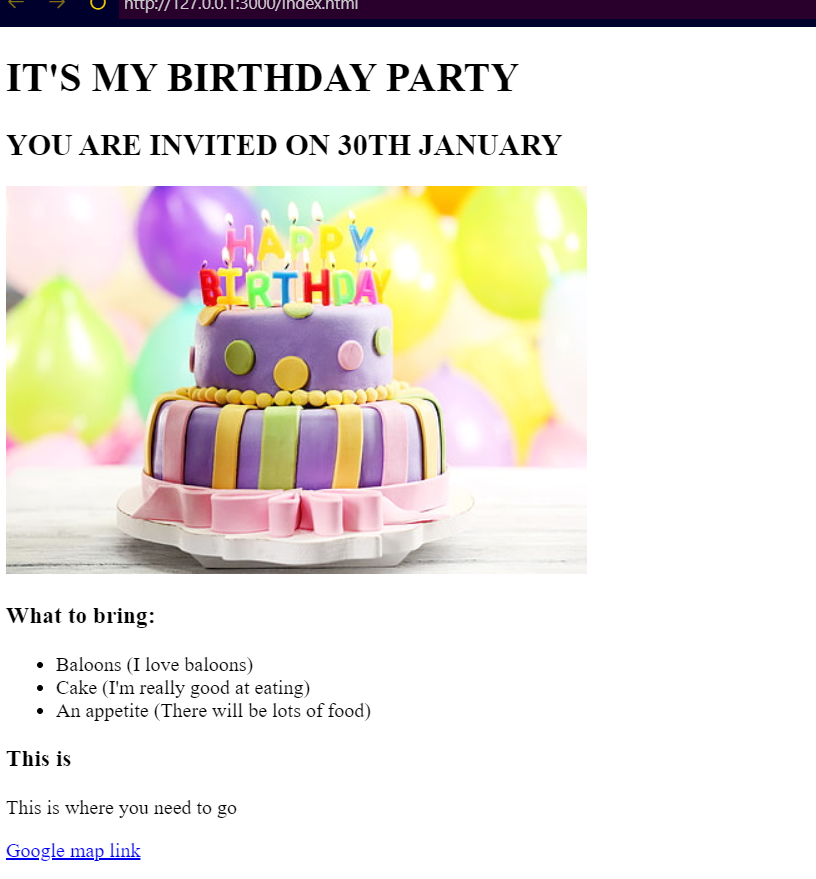 http://127.0.0.1:3000/index.html
IT'S MY BIRTHDAY PARTY
YOU ARE INVITED ON 30TH JANUARY
HAPPY
BIRTHDAY
What to bring:
Baloons (I love baloons)
Cake (I'm really good at eating)
An appetite (There will be lots of food)
This is
This is where you need to go
Google map link